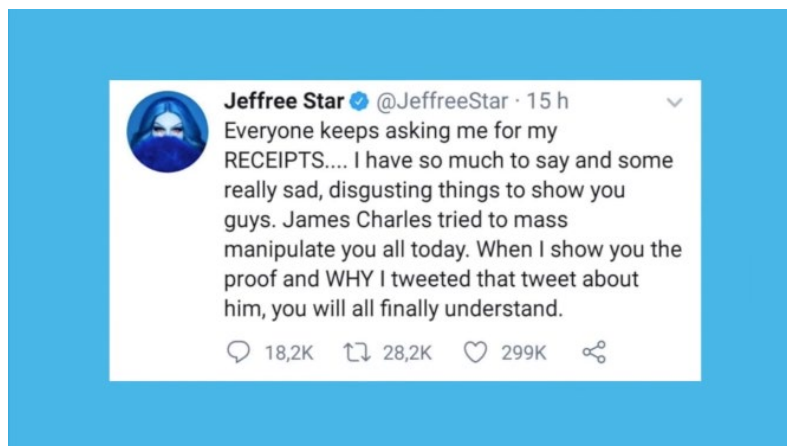 Jeffree Star @JeffreeStar · 15 h
Everyone keeps asking me for my
RECEIPTS.... I have so much to say and some
really sad, disgusting things to show you
guys. James Charles tried to mass
manipulate you all today. When I show you the
proof and WHY I tweeted that tweet about
him, you will all finally understand.
18,2K 28,2K 299K